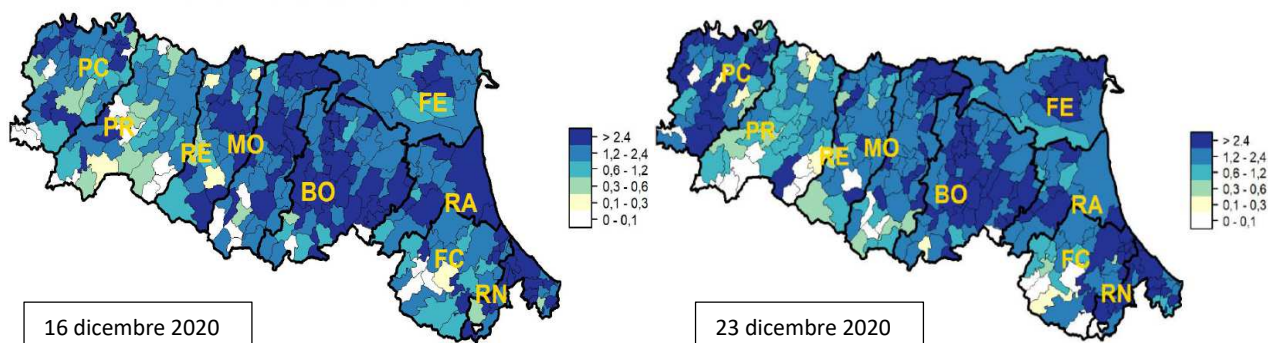 PC
PR
RE
MO
BO
FE
RA
FC
RN
> 2.4
1,2 - 2,4
0,6 - 1,2
0,3 - 0,6
0,1 - 0,3
0 - 0,1
16 dicembre 2020
PC
PR
RE
MO
BO
FE
RA
FC
RN
> 2.4
1,2 - 2,4
0,6 - 1,2
0,3 - 0,6
0,1 - 0,3
0 - 0,1
23 dicembre 2020